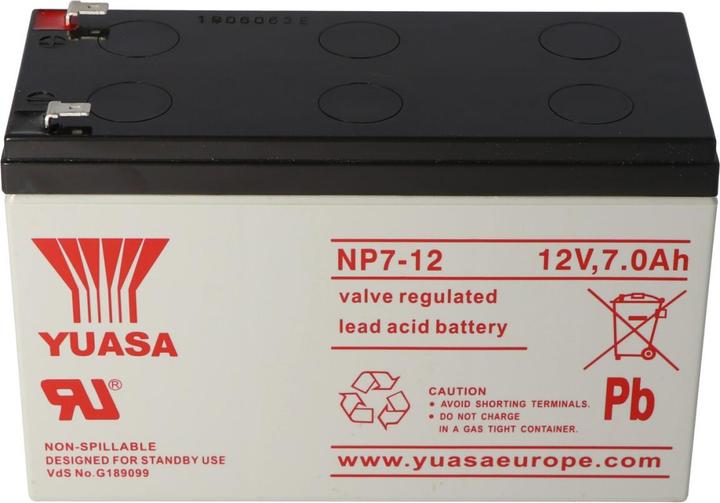 1806063E
YUASA
NON-SPILLABLE
DESIGNED FOR STANDBY USE
VdS No.G189099
NP7-12 12V,7.0Ah
valve regulated
lead acid battery
CAUTION
• AVOID SHORTING TERMINALS.
• DO NOT CHARGE
IN A GAS TIGHT CONTAINER.
Pb
www.yuasaeurope.com